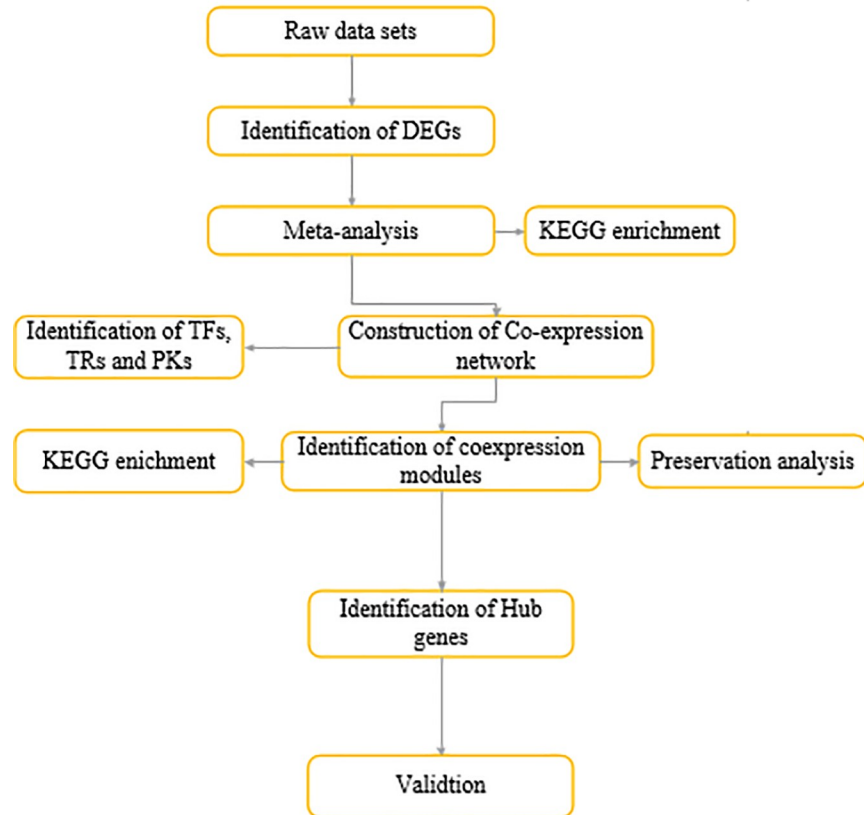 Raw data sets
Identification of DEGs
Meta-analysis
KEGG enrichment
Identification of TFs,
TRs and PKs
Construction of Co-expression
network
KEGG enichment
Identification of coexpression
modules
Preservation analysis
Identification of Hub
genes
Validtion